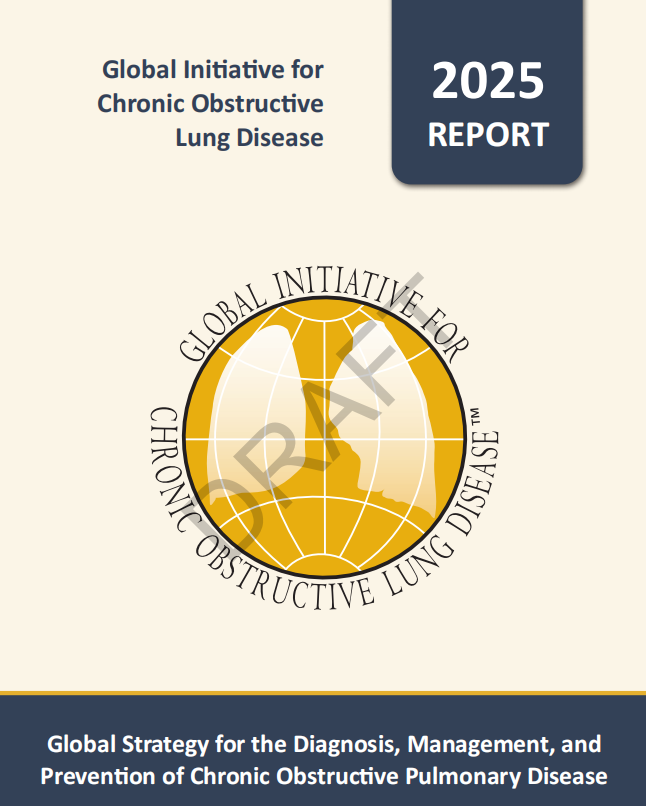 Global Initiative for
Chronic Obstructive
Lung Disease
2025
REPORT
GLOBAL INITIATIVE FOR
CHRONIC OBSTRUCTIVE LUNG DISEASE™
DRAFT
Global Strategy for the Diagnosis, Management, and
Prevention of Chronic Obstructive Pulmonary Disease